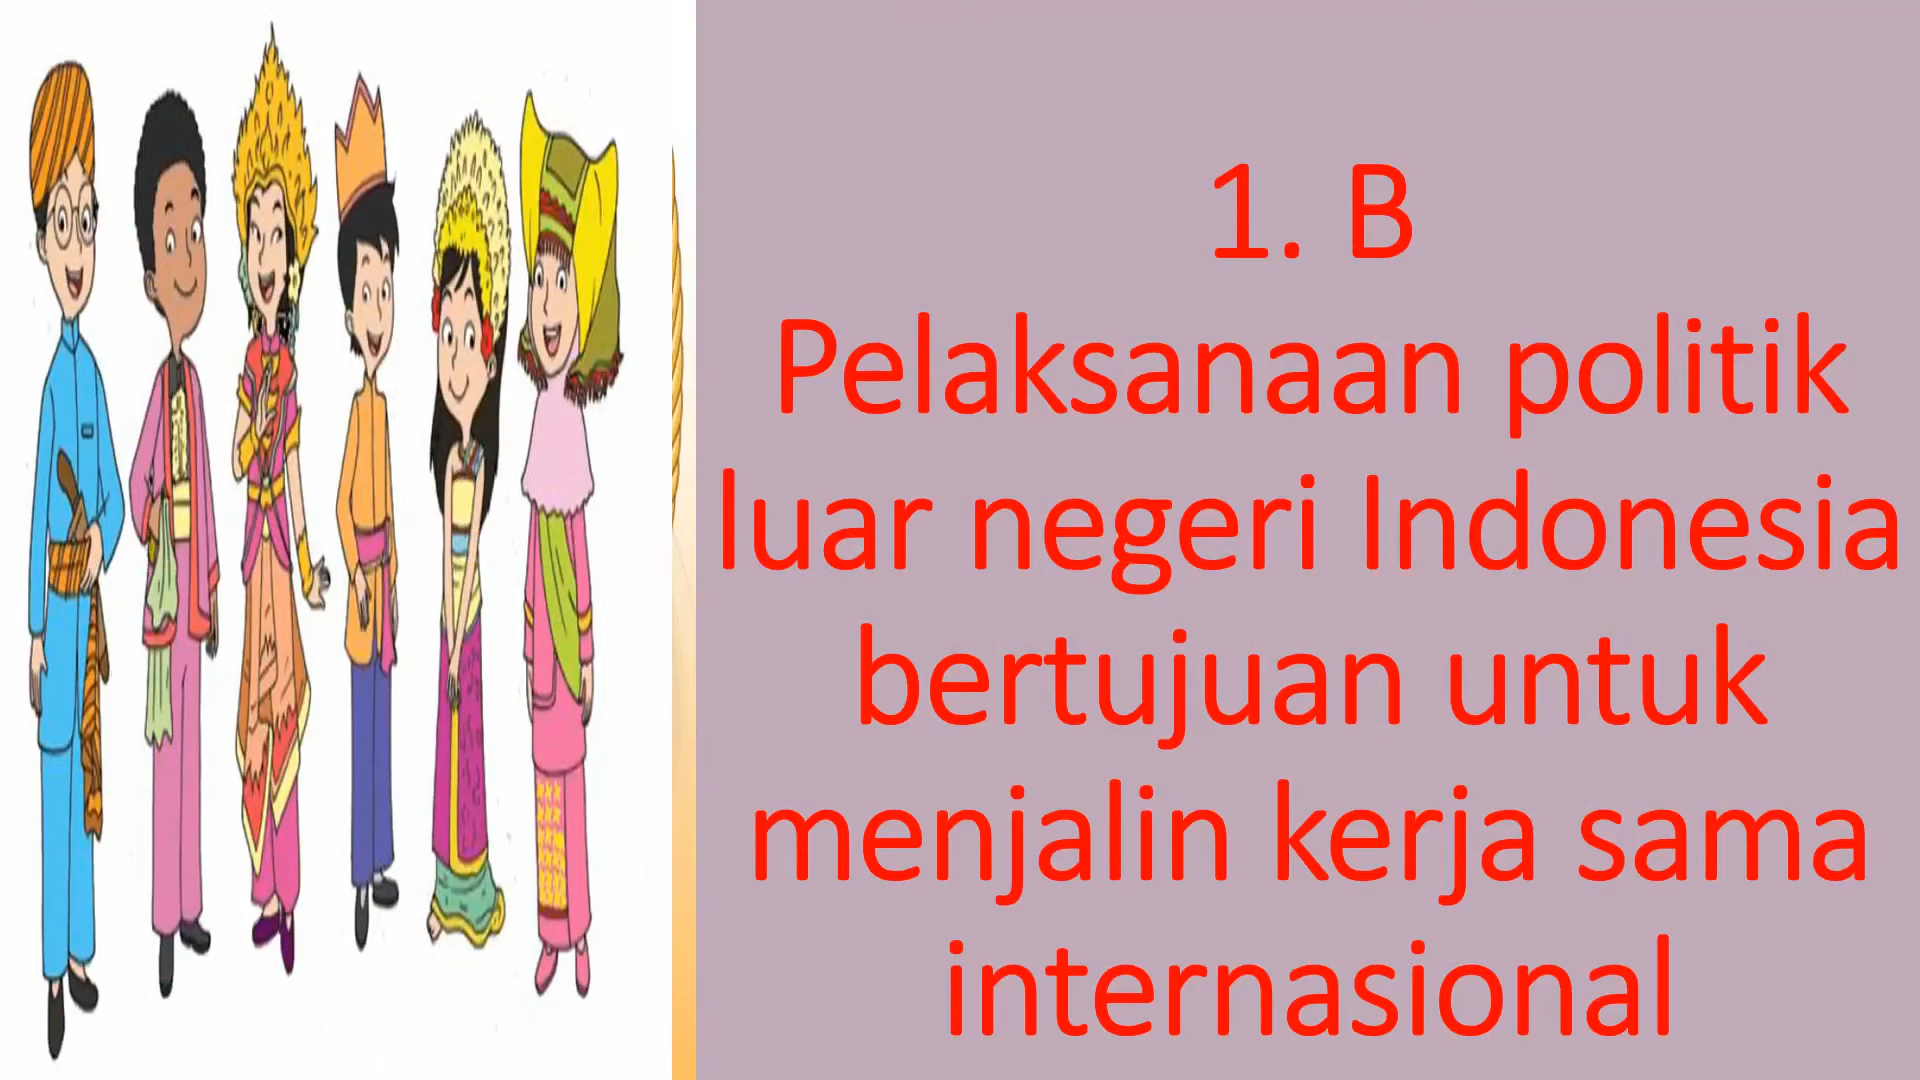 1. B
Pelaksanaan politik
luar negeri Indonesia
bertujuan untuk
menjalin kerja sama
internasional